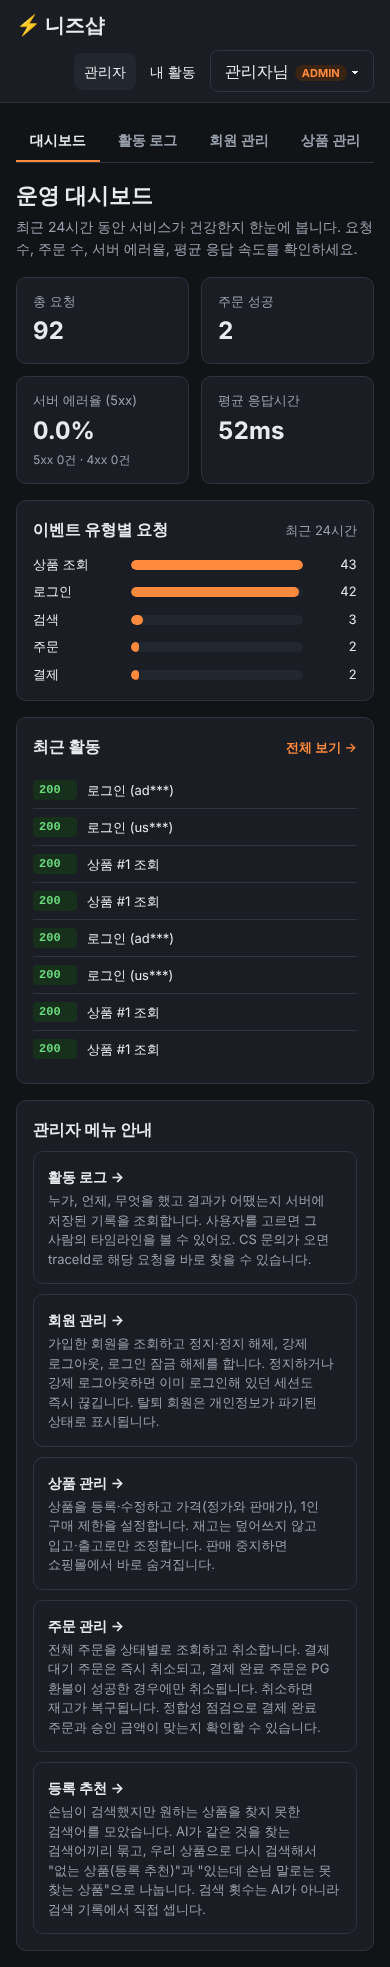 ⚡ 니즈샵
관리자 내 활동 관리자님 ADMIN
대시보드 활동 로그 회원 관리 상품 관리
운영 대시보드
최근 24시간 동안 서비스가 건강한지 한눈에 봅니다. 요청
수, 주문 수, 서버 에러율, 평균 응답 속도를 확인하세요.
총 요청
92
주문 성공
2
서버 에러율 (5xx)
0.0%
5xx 0건 · 4xx 0건
평균 응답시간
52ms
이벤트 유형별 요청 최근 24시간
상품 조회 43
로그인 42
검색 3
주문 2
결제 2
최근 활동 전체 보기 →
200 로그인 (ad***)
200 로그인 (us***)
200 상품 #1 조회
200 상품 #1 조회
200 로그인 (ad***)
200 로그인 (us***)
200 상품 #1 조회
200 상품 #1 조회
관리자 메뉴 안내
활동 로그 →
누가, 언제, 무엇을 했고 결과가 어땠는지 서버에
저장된 기록을 조회합니다. 사용자를 고르면 그
사람의 타임라인을 볼 수 있어요. CS 문의가 오면
traceId로 해당 요청을 바로 찾을 수 있습니다.
회원 관리 →
가입한 회원을 조회하고 정지·정지 해제, 강제
로그아웃, 로그인 잠금 해제를 합니다. 정지하거나
강제 로그아웃하면 이미 로그인해 있던 세션도
즉시 끊깁니다. 탈퇴 회원은 개인정보가 파기된
상태로 표시됩니다.
상품 관리 →
상품을 등록·수정하고 가격(정가와 판매가), 1인
구매 제한을 설정합니다. 재고는 덮어쓰지 않고
입고·출고로만 조정합니다. 판매 중지하면
쇼핑몰에서 바로 숨겨집니다.
주문 관리 →
전체 주문을 상태별로 조회하고 취소합니다. 결제
대기 주문은 즉시 취소되고, 결제 완료 주문은 PG
환불이 성공한 경우에만 취소됩니다. 취소하면
재고가 복구됩니다. 정합성 점검으로 결제 완료
주문과 승인 금액이 맞는지 확인할 수 있습니다.
등록 추천 →
손님이 검색했지만 원하는 상품을 찾지 못한
검색어를 모았습니다. AI가 같은 것을 찾는
검색어끼리 묶고, 우리 상품으로 다시 검색해서
"없는 상품(등록 추천)"과 "있는데 손님 말로는 못
찾는 상품"으로 나눕니다. 검색 횟수는 AI가 아니라
검색 기록에서 직접 셉니다.